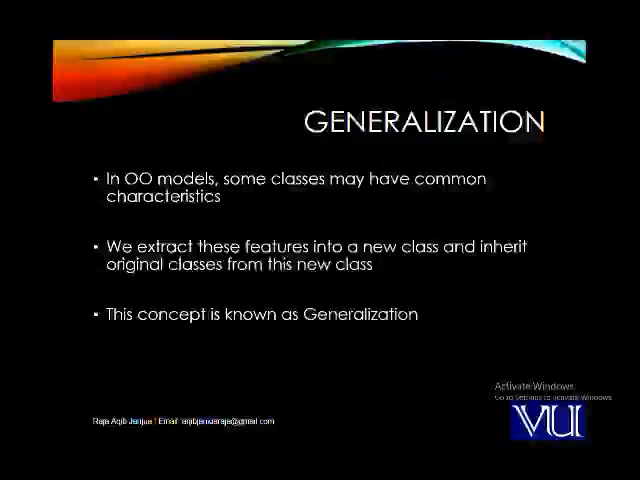 GENERALIZATION
• In OO models, some classes may have common
characteristics
• We extract these features into a new class and inherit
original classes from this new class
• This concept is known as Generalization
Activate Windows
Go to Settings to activate Windows.
Raja Aqib Janjua | Email:
VU